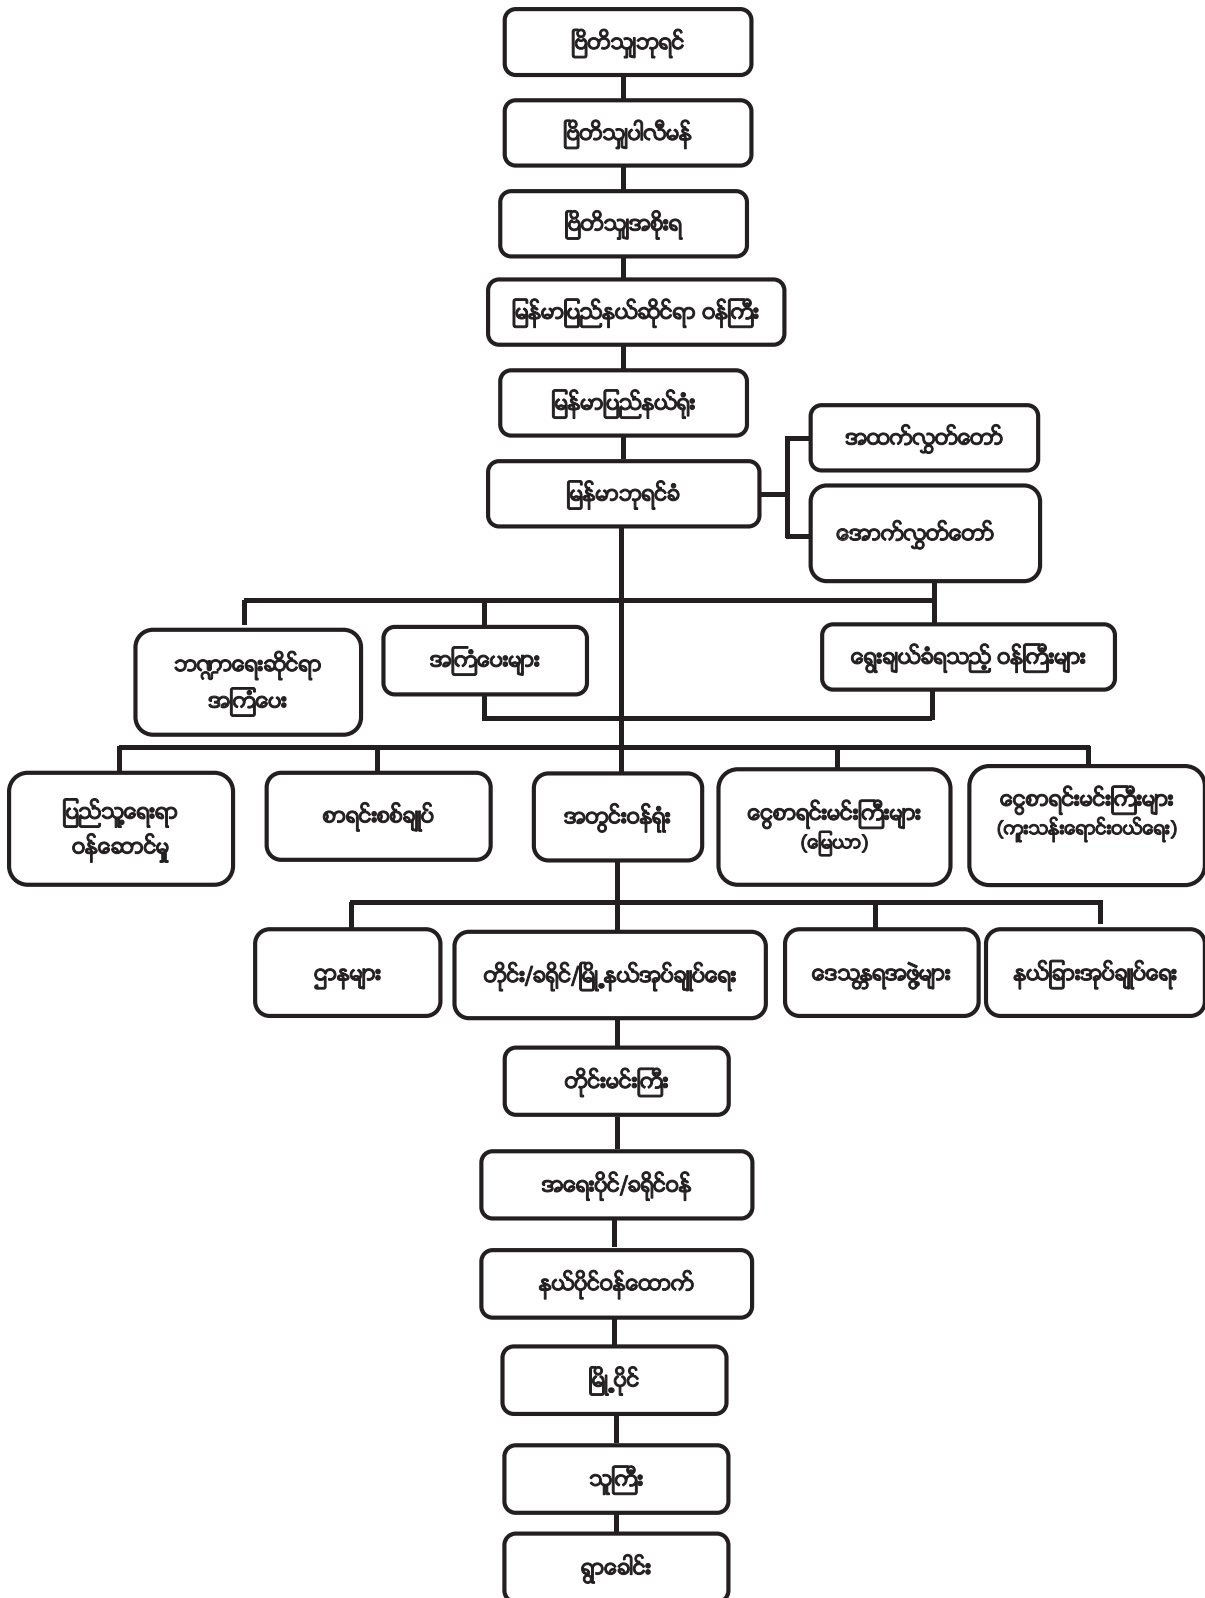 ဗြိတိသျှဘုရင်
ဗြိတိသျှပါလီမန်
ဗြိတိသျှအစိုးရ
မြန်မာပြည်နယ်ဆိုင်ရာ ဝန်ကြီး
မြန်မာပြည်နယ်ရုံး
အထက်လွှတ်တော်
မြန်မာဘုရင်ခံ
အောက်လွှတ်တော်
ဘဏ္ဍာရေးဆိုင်ရာ
အကြံပေး
အကြံပေးများ
ရွေးချယ်ခံရသည့် ဝန်ကြီးများ
ပြည်သူ့ရေးရာ
ဝန်ဆောင်မှု
စာရင်းစစ်ချုပ်
အတွင်းဝန်ရုံး
ငွေစာရင်းမင်းကြီးများ
(မြေယာ)
ငွေစာရင်းမင်းကြီးများ
(ကူးသန်းရောင်းဝယ်ရေး)
ဌာနများ
တိုင်း/ခရိုင်/မြို့နယ်အုပ်ချုပ်ရေး
ဒေသန္တရအဖွဲ့များ
နယ်ခြားအုပ်ချုပ်ရေး
တိုင်းမင်းကြီး
အရေးပိုင်/ခရိုင်ဝန်
နယ်ပိုင်ဝန်ထောက်
မြို့ပိုင်
သူကြီး
ရွာခေါင်း